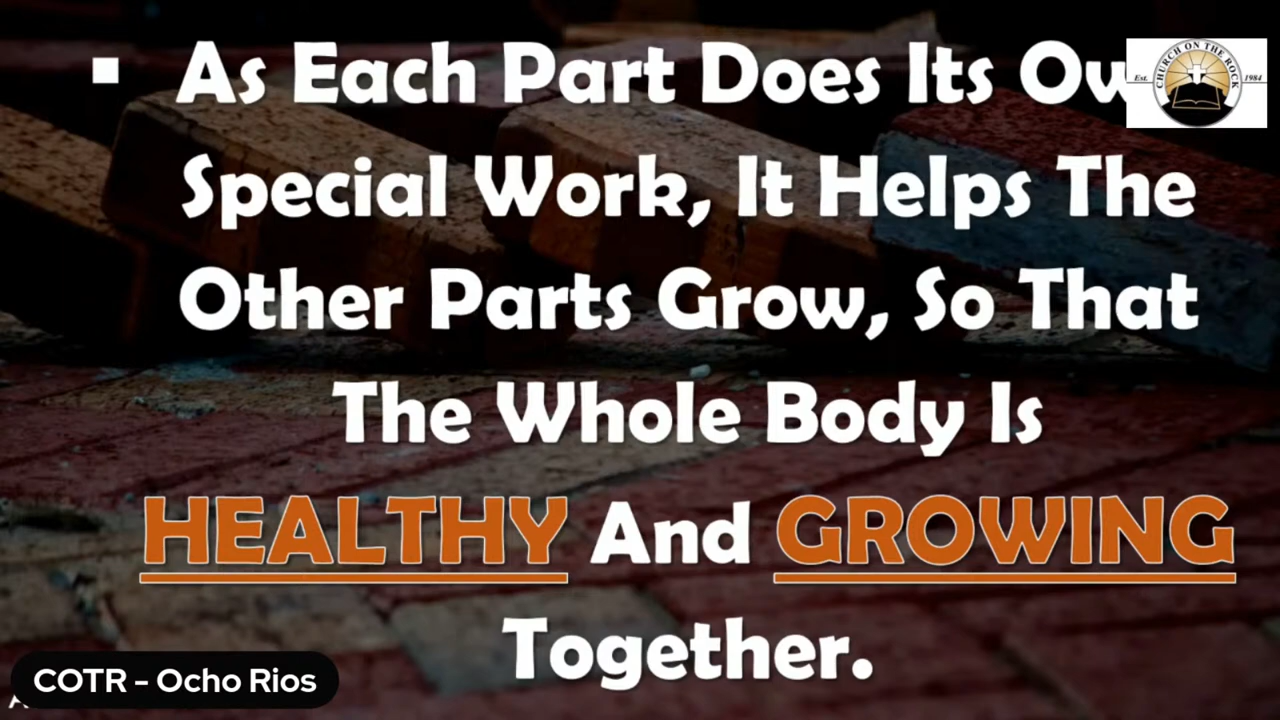 ▪ As Each Part Does Its Ow
Special Work, It Helps The
Other Parts Grow, So That
The Whole Body Is
HEALTHY And GROWING
Together.
CHURCH ON THE ROCK
Est. 1984
COTR - Ocho Rios